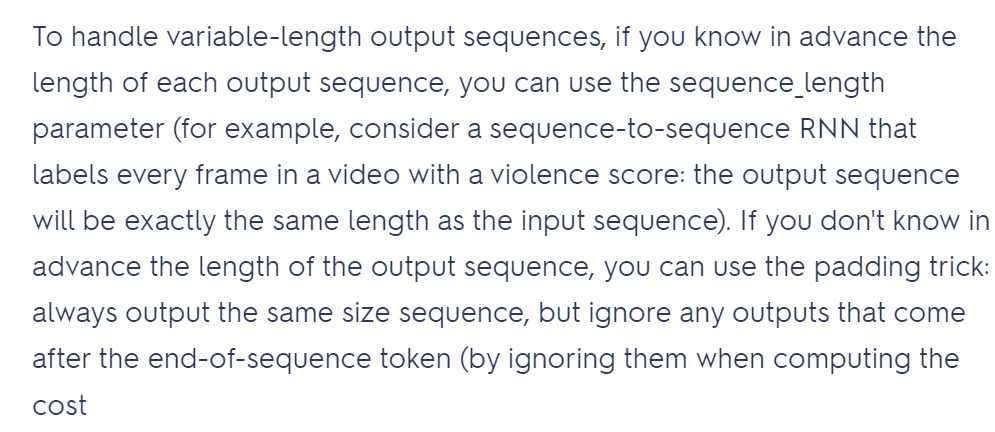 To handle variable-length output sequences, if you know in advance the
length of each output sequence, you can use the sequence_length
parameter (for example, consider a sequence-to-sequence RNN that
labels every frame in a video with a violence score: the output sequence
will be exactly the same length as the input sequence). If you don't know in
advance the length of the output sequence, you can use the padding trick:
always output the same size sequence, but ignore any outputs that come
after the end-of-sequence token (by ignoring them when computing the
cost